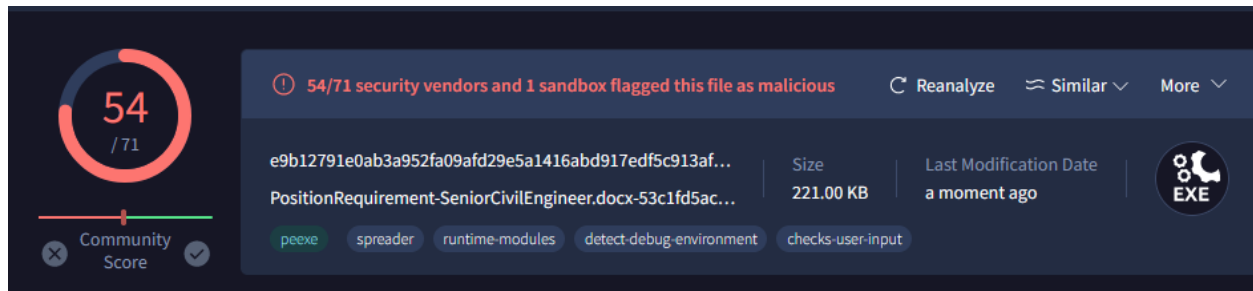 54
/ 71
Community
Score
54/71 security vendors and 1 sandbox flagged this file as malicious
Reanalyze
Similar
More
e9b12791e0ab3a952fa09afd29e5a1416abd917edf5c913af...
PositionRequirement-SeniorCivilEngineer.docx-53c1fd5ac...
Size
221.00 KB
Last Modification Date
a moment ago
EXE
peexe
spreader
runtime-modules
detect-debug-environment
checks-user-input